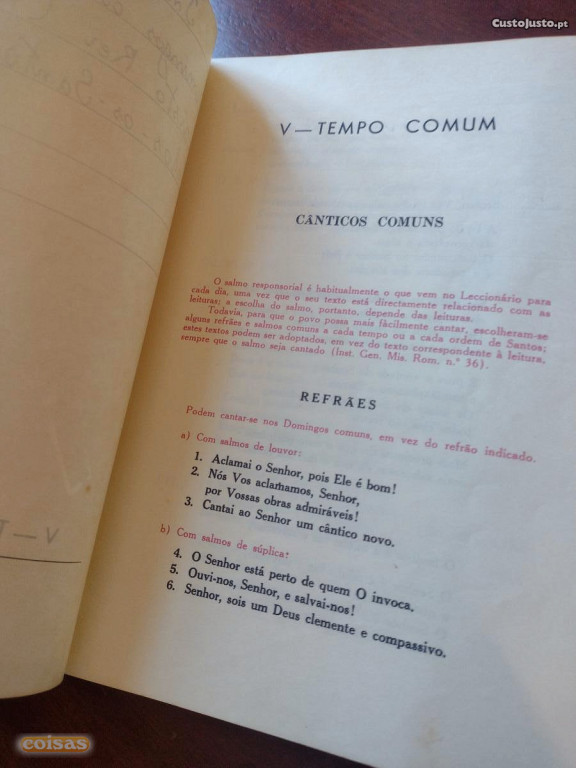 CustoJusto.pt
V — TEMPO COMUM
CÂNTICOS COMUNS
O salmo responsorial é habitualmente o que vem no Leccionário para
cada dia, uma vez que o seu texto está directamente relacionado com as
leituras; a escolha do salmo, portanto, depende das leituras.
Todavia, para que o povo possa mais fàcilmente cantar, escolheram-se
alguns refrães e salmos comuns a cada tempo ou a cada ordem de Santos;
estes textos podem ser adoptados, em vez do texto correspondente à leitura,
sempre que o salmo seja cantado (Inst. Gen. Mis. Rom. n.º 36).
REFRÃES
Podem cantar-se nos Domingos comuns, em vez do refrão indicado.
a) Com salmos de louvor:
1. Aclamai o Senhor, pois Ele é bom!
2. Nós Vos aclamamos, Senhor,
por Vossas obras admiráveis!
3. Cantai ao Senhor um cântico novo.
b) Com salmos de súplica:
4. O Senhor está perto de quem O invoca.
5. Ouvi-nos, Senhor, e salvai-nos!
6. Senhor, sois um Deus clemente e compassivo.
coisas